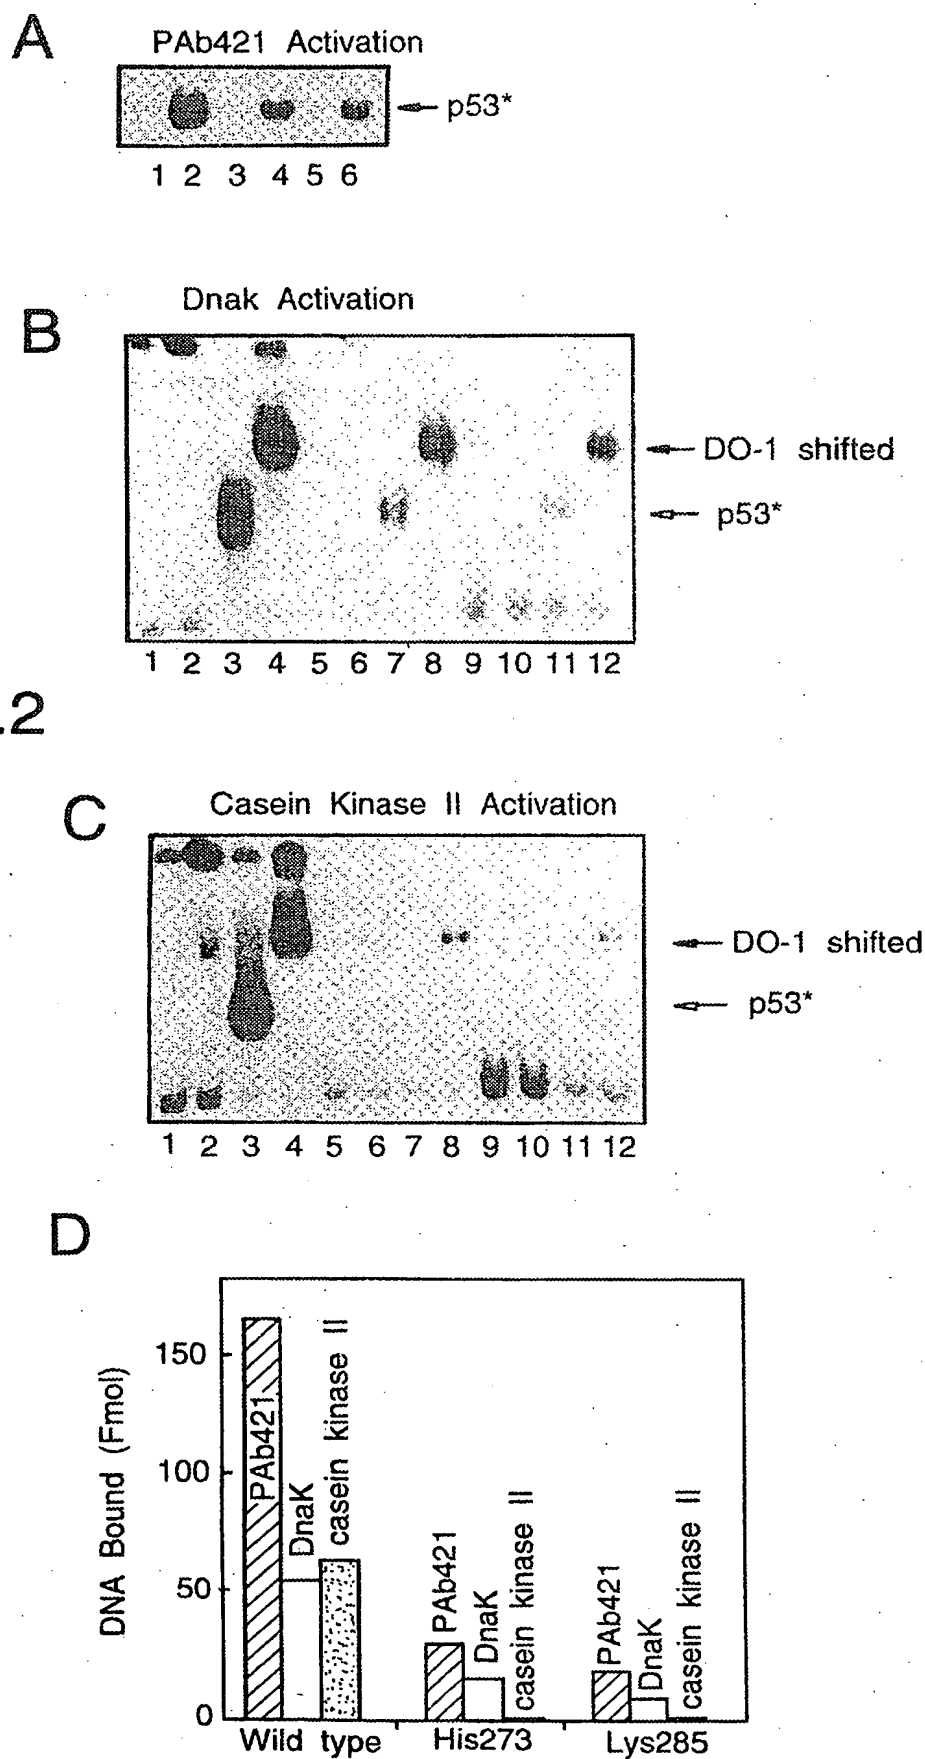 A
PAb421 Activation
p53*
1 2 3 4 5 6
B
Dnak Activation
DO-1 shifted
p53*
1 2 3 4 5 6 7 8 9 10 11 12
.2
C
Casein Kinase II Activation
DO-1 shifted
p53*
1 2 3 4 5 6 7 8 9 10 11 12
D
DNA Bound (Fmol)
150
100
50
0
PAb421
DnaK
casein kinase II
PAb421
DnaK
casein kinase II
PAb421
DnaK
casein kinase II
Wild type His273 Lys285